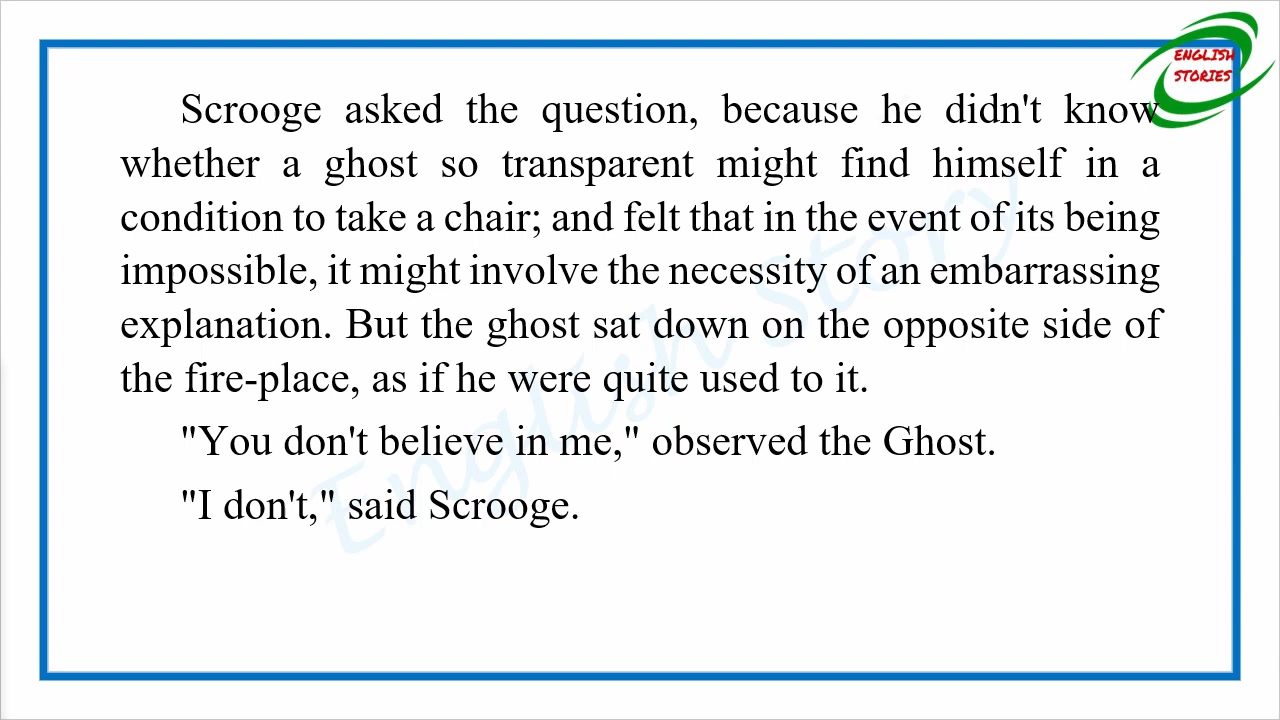 ENGLISH
STORIES
Scrooge asked the question, because he didn't know
whether a ghost so transparent might find himself in a
condition to take a chair; and felt that in the event of its being
impossible, it might involve the necessity of an embarrassing
explanation. But the ghost sat down on the opposite side of
the fire-place, as if he were quite used to it.
"You don't believe in me," observed the Ghost.
"I don't," said Scrooge.
English Story